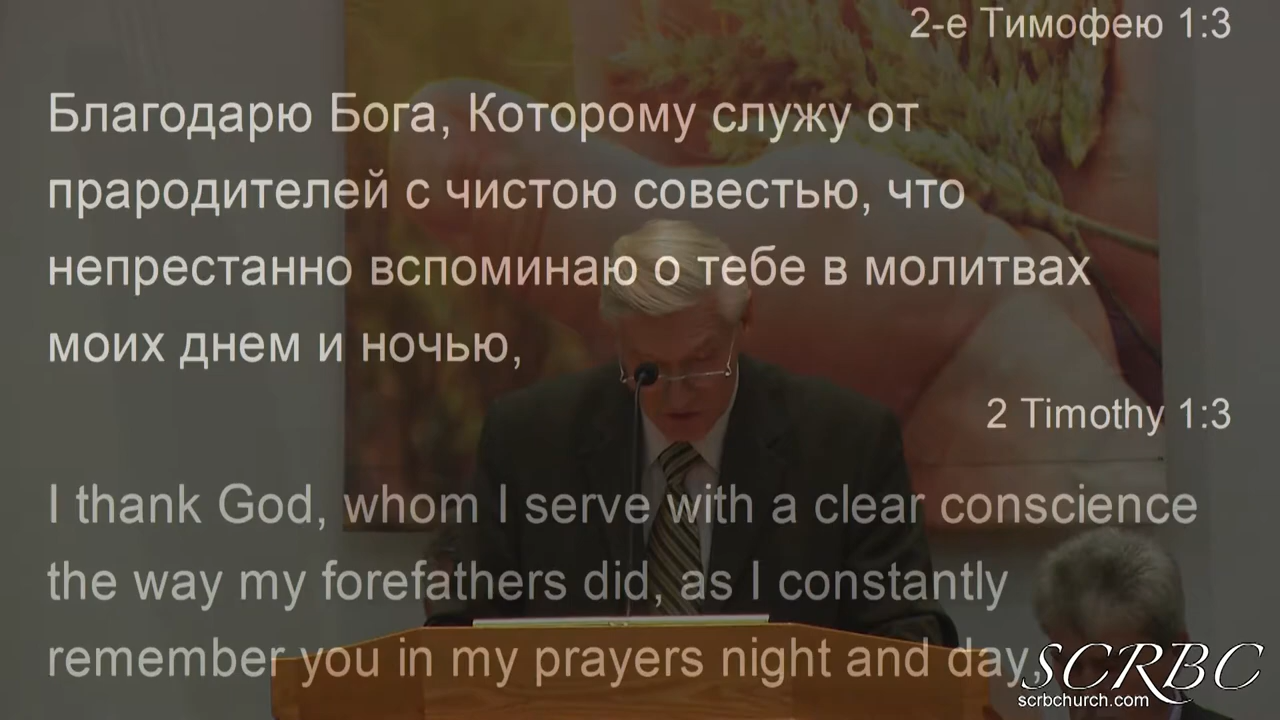 2-е Тимофею 1:3
Благодарю Бога, Которому служу от
прародителей с чистою совестью, что
непрестанно вспоминаю о тебе в молитвах
моих днем и ночью,
2 Timothy 1:3
I thank God, whom I serve with a clear conscience
the way my forefathers did, as I constantly
remember you in my prayers night and day,
SCRBC
scrbchurch.com